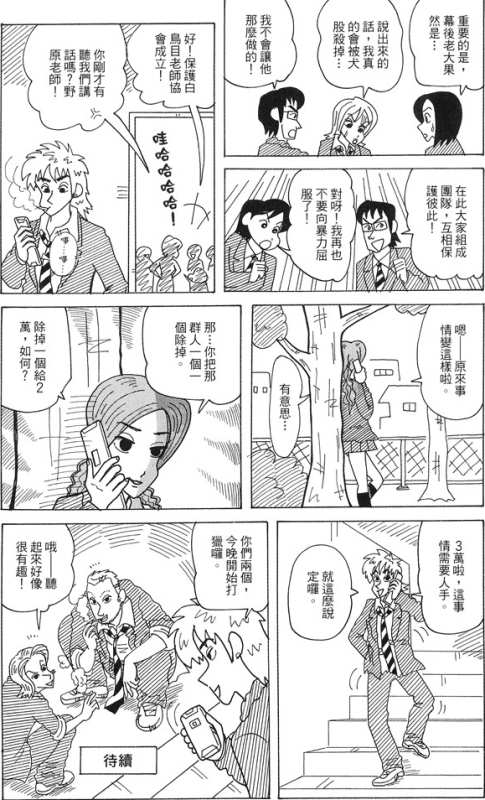 重要的是，
幕後老大果
然是…
說出來的
話，我真
的會被犬
股殺掉…
我不會讓他
那麼做的！
在此大家組成
團隊，互相保
護彼此！
對呀！我再也
不要向暴力屈
服了！
好！保護白
鳥目老師協
會成立！
哇哈哈哈哈！
你剛才有
聽我們講
話嗎？野
原老師！
嗯　原來事
情變這樣啦。
有意思…
那…你把那
群人一個一
個除掉。
除掉一個給２
萬，如何？
３萬啦，這事
情需要人手。
就這麼說
定囉。
你們兩個，
今晚開始打
獵囉。
哦——聽
起來好像
很有趣！
待續